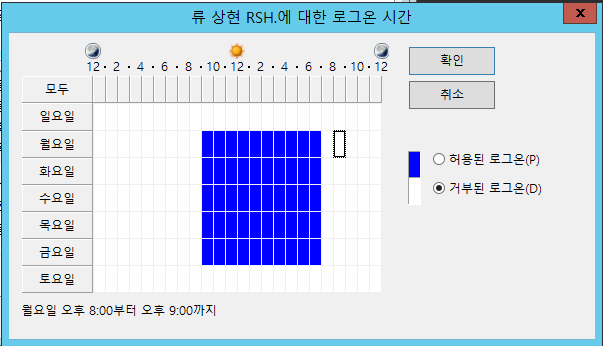 류 상현 RSH.에 대한 로그온 시간
x
12 · 2 · 4 · 6 · 8 · 10 · 12 · 2 · 4 · 6 · 8 · 10 · 12
모두
일요일
월요일
화요일
수요일
목요일
금요일
토요일
확인
취소
허용된 로그온(P)
거부된 로그온(D)
월요일 오후 8:00부터 오후 9:00까지